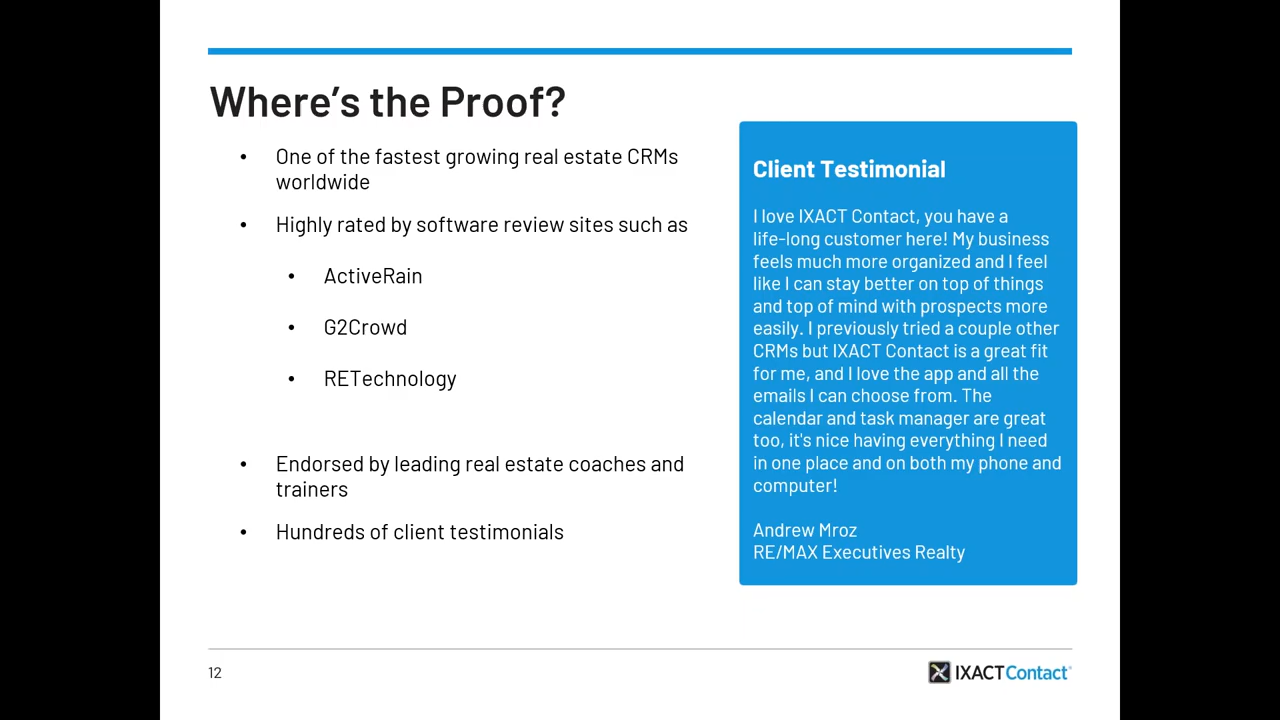 Where's the Proof?
• One of the fastest growing real estate CRMs
worldwide
• Highly rated by software review sites such as
• ActiveRain
• G2Crowd
• RETechnology
• Endorsed by leading real estate coaches and
trainers
• Hundreds of client testimonials
Client Testimonial
I love IXACT Contact, you have a
life-long customer here! My business
feels much more organized and I feel
like I can stay better on top of things
and top of mind with prospects more
easily. I previously tried a couple other
CRMs but IXACT Contact is a great fit
for me, and I love the app and all the
emails I can choose from. The
calendar and task manager are great
too, it's nice having everything I need
in one place and on both my phone and
computer!
Andrew Mroz
RE/MAX Executives Realty
12
IXACTContact